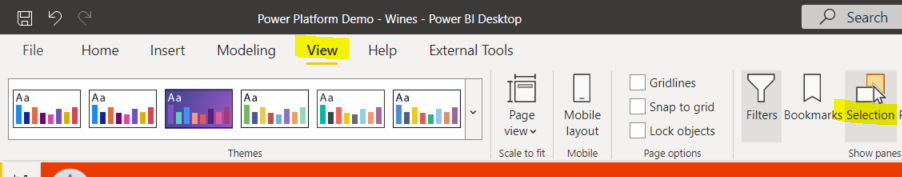 Power Platform Demo - Wines - Power BI Desktop
Search
File Home Insert Modeling View Help External Tools
Aa Aa Aa Aa Aa Aa
Page view
Mobile layout
Gridlines
Snap to grid
Lock objects
Filters Bookmarks Selection
Themes Scale to fit Mobile Page options Show panes